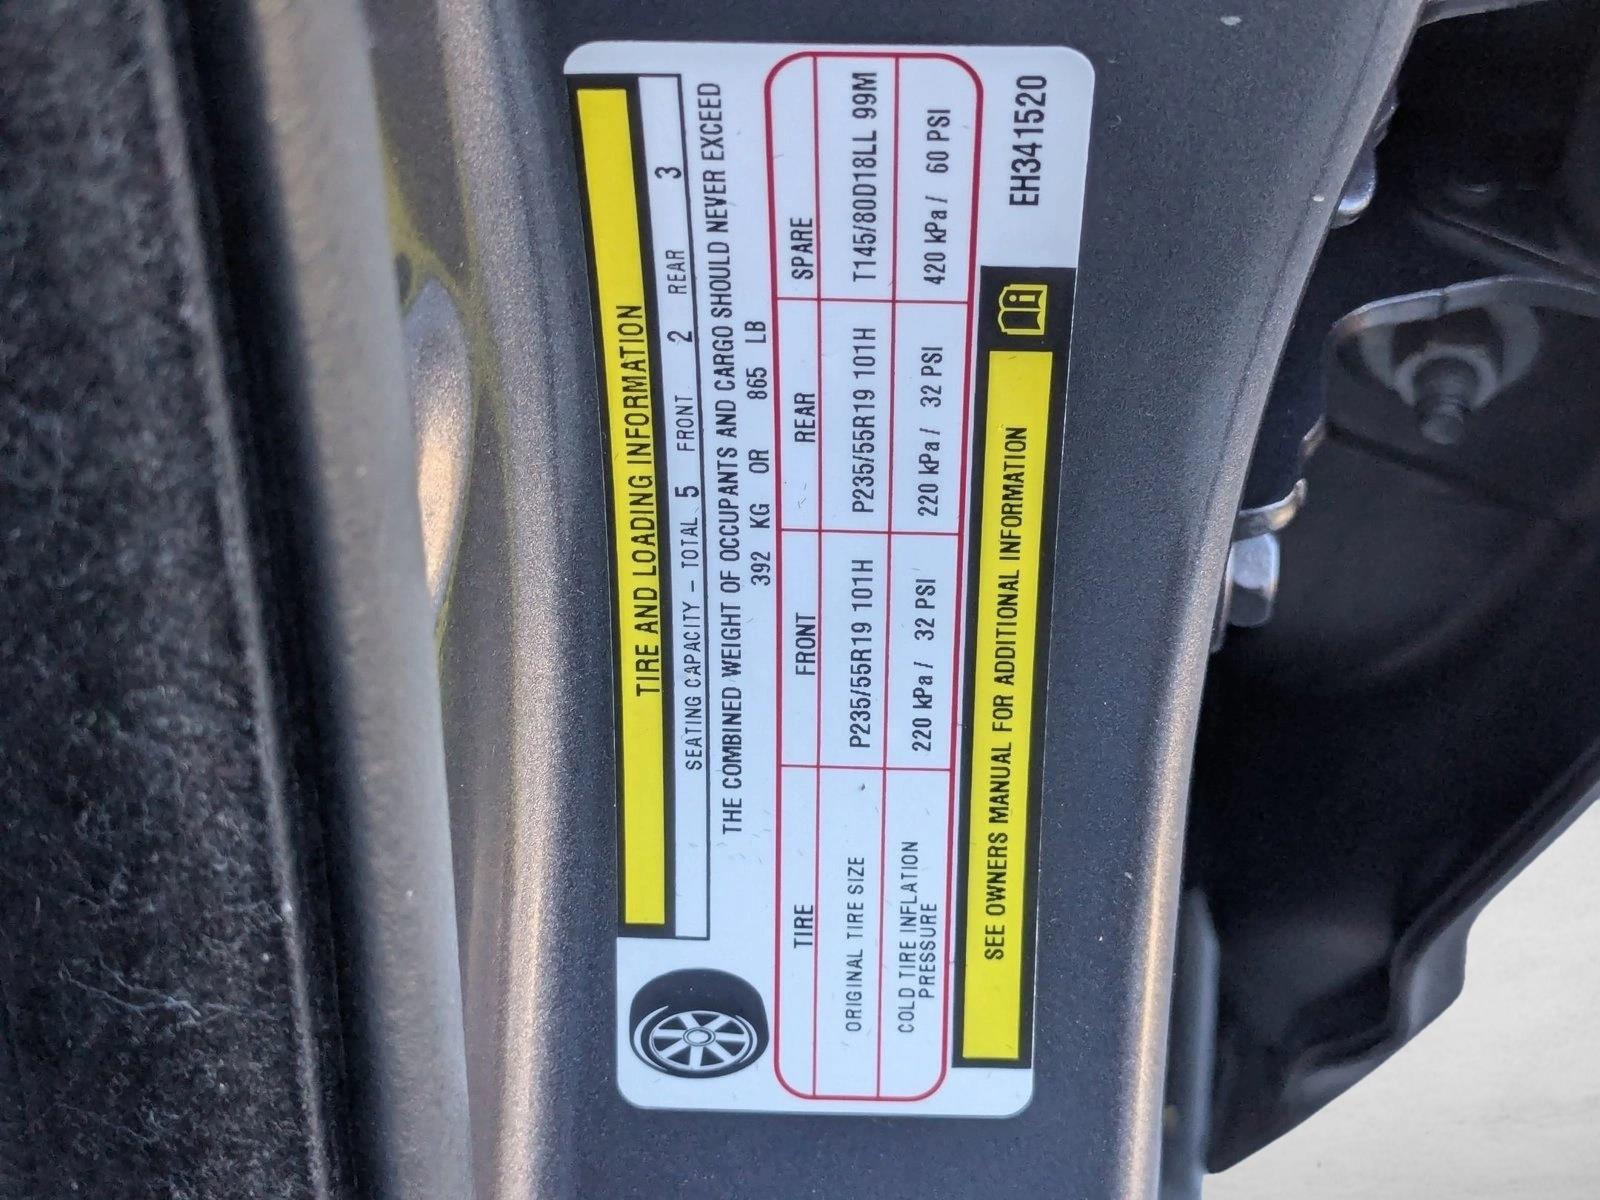 TIRE AND LOADING INFORMATION
SEATING CAPACITY – TOTAL 5 FRONT 2 REAR 3
THE COMBINED WEIGHT OF OCCUPANTS AND CARGO SHOULD NEVER EXCEED
392 KG OR 865 LB
TIRE FRONT REAR SPARE
ORIGINAL TIRE SIZE P235/55R19 101H P235/55R19 101H T145/80D18LL 99M
COLD TIRE INFLATION
PRESSURE 220 kPa / 32 PSI 220 kPa / 32 PSI 420 kPa / 60 PSI
SEE OWNERS MANUAL FOR ADDITIONAL INFORMATION
EH341520